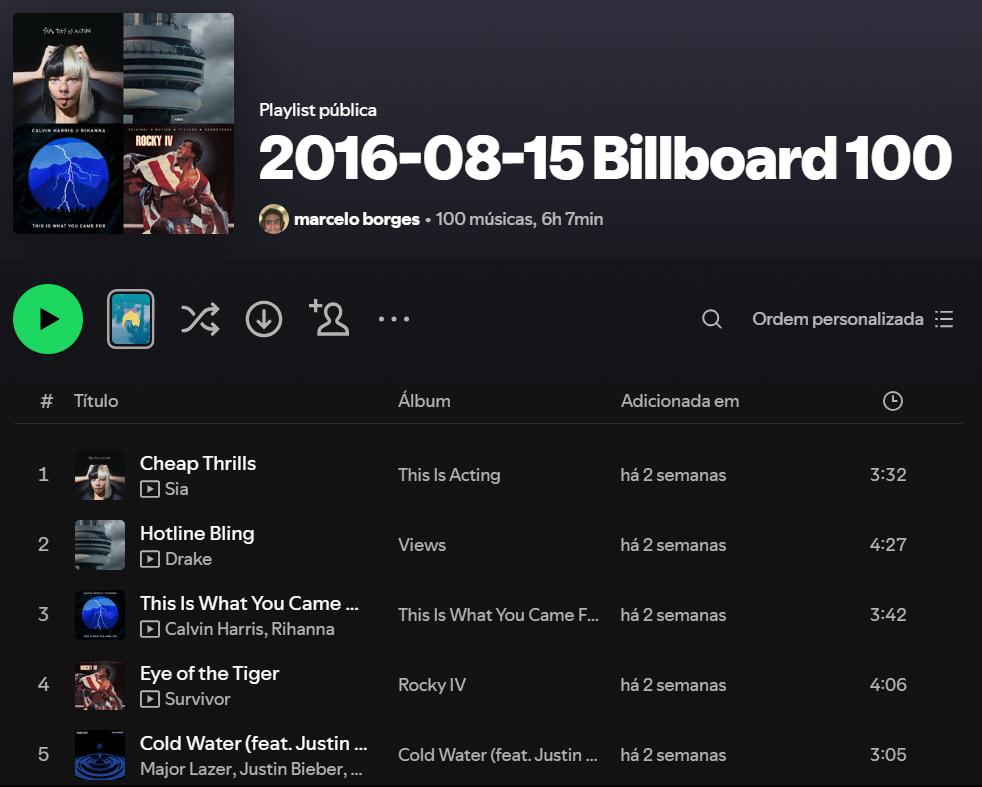 SIA THIS IS ACTING
CALVIN HARRIS // RIHANNA
THIS IS WHAT YOU CAME FOR
ORIGINAL MOTION PICTURE SOUNDTRACK
ROCKY IV
Playlist pública
2016-08-15 Billboard 100
marcelo borges • 100 músicas, 6h 7min
Ordem personalizada
# Título Álbum Adicionada em
1 Cheap Thrills This Is Acting há 2 semanas 3:32
Sia
2 Hotline Bling Views há 2 semanas 4:27
Drake
3 This Is What You Came ... This Is What You Came F... há 2 semanas 3:42
Calvin Harris, Rihanna
4 Eye of the Tiger Rocky IV há 2 semanas 4:06
Survivor
5 Cold Water (feat. Justin ... Cold Water (feat. Justin ... há 2 semanas 3:05
Major Lazer, Justin Bieber, ...